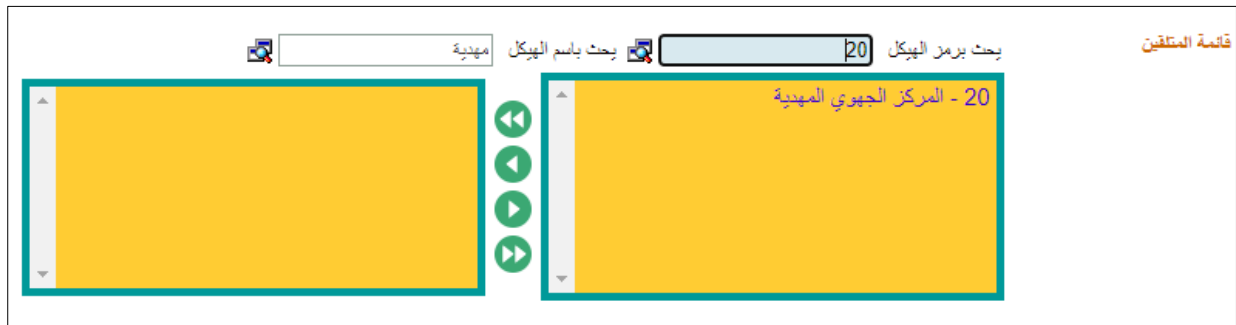 قائمة المتلقين
بحث برمز الهيكل 20 بحث باسم الهيكل مهدية
20 - المركز الجهوي المهدية